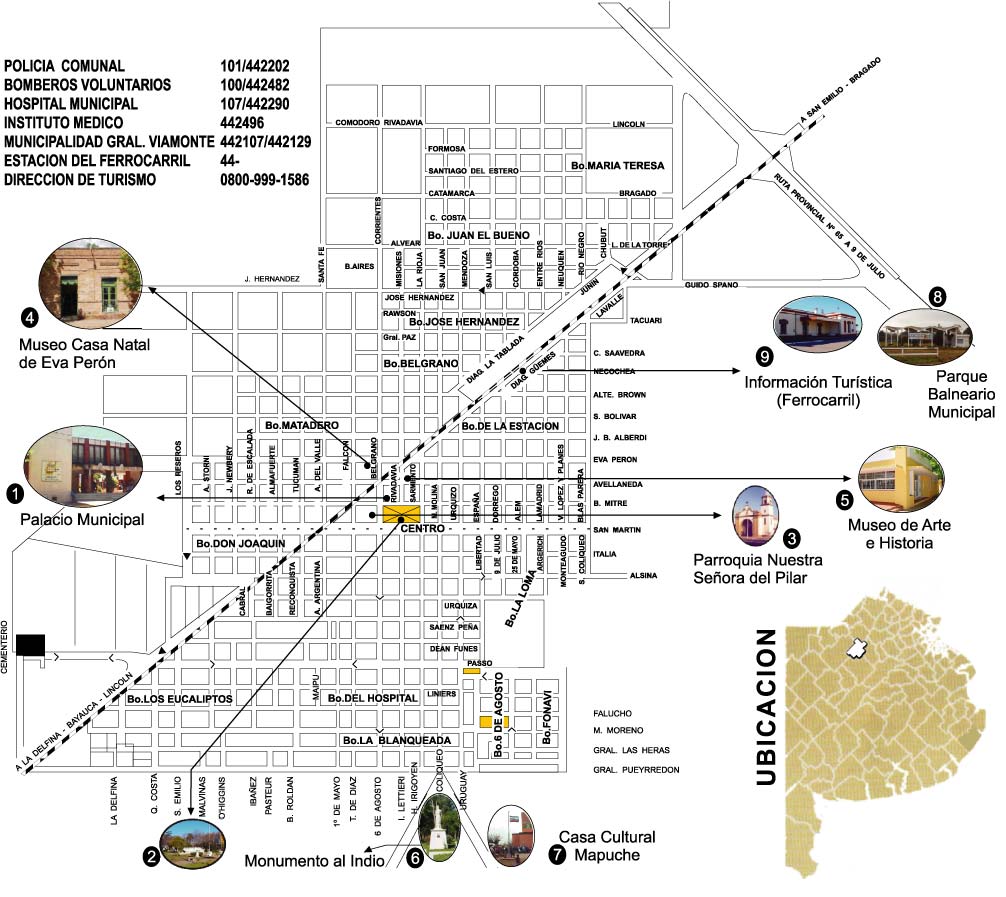 POLICIA COMUNAL 101/442202
BOMBEROS VOLUNTARIOS 100/442482
HOSPITAL MUNICIPAL 107/442290
INSTITUTO MEDICO 442496
MUNICIPALIDAD GRAL. VIAMONTE 442107/442129
ESTACION DEL FERROCARRIL 44-
DIRECCION DE TURISMO 0800-999-1586
A SAN EMILIO - BRAGADO
RUTA PROVINCIAL Nº 65 A 9 DE JULIO
COMODORO RIVADAVIA
LINCOLN
FORMOSA
Bo.MARIA TERESA
SANTIAGO DEL ESTERO
CATAMARCA
BRAGADO
C. COSTA
Bo. JUAN EL BUENO
CORRIENTES
ALVEAR
L. DE LA TORRE
SANTA FE
B.AIRES
MISIONES
LA RIOJA
SAN JUAN
MENDOZA
SAN LUIS
CORDOBA
ENTRE RIOS
NEUQUEN
RIO NEGRO
CHUBUT
J. HERNANDEZ
JUNIN
LAVALLE
GUIDO SPANO
JOSE HERNANDEZ
RAWSON
Bo.JOSE HERNANDEZ
TACUARI
Gral. PAZ
DIAG. LA TABLADA
DIAG. GÜEMES
Bo.BELGRANO
C. SAAVEDRA
NECOCHEA
ALTE. BROWN
S. BOLIVAR
J. B. ALBERDI
EVA PERON
AVELLANEDA
B. MITRE
SAN MARTIN
ITALIA
ALSINA
4
Museo Casa Natal
de Eva Perón
8
9
Información Turística
(Ferrocarril)
Parque
Balneario
Municipal
Bo.MATADERO
Bo.DE LA ESTACION
LOS RESEROS
A. STORNI
J. NEWBERY
R. DE ESCALADA
ALMAFUERTE
TUCUMAN
A. DEL VALLE
FALCON
BELGRANO
RIVADAVIA
SARMIENTO
M. MOLINA
URQUIZO
ESPAÑA
DORREGO
ALEM
LAMADRID
V. LOPEZ Y PLANES
BLAS PARERA
1
Palacio Municipal
5
Museo de Arte
e Historia
3
Parroquia Nuestra
Señora del Pilar
CENTRO
Bo.DON JOAQUIN
LIBERTAD
9 DE JULIO
25 DE MAYO
ARGERICH
MONTEAGUDO
S. COLIQUEO
CABRAL
BAIGORRITA
RECONQUISTA
A. ARGENTINA
Bo.LA LOMA
URQUIZA
SAENZ PEÑA
DEAN FUNES
PASSO
CEMENTERIO
A LA DELFINA - BAYAUCA - LINCOLN
Bo.LOS EUCALIPTOS
MAIPU
Bo.DEL HOSPITAL
LINIERS
Bo.6 DE AGOSTO
Bo.FONAVI
Bo.LA BLANQUEADA
FALUCHO
M. MORENO
GRAL. LAS HERAS
GRAL. PUEYRREDON
LA DELFINA
Q. COSTA
S. EMILIO
MALVINAS
O'HIGGINS
IBAÑEZ
PASTEUR
B. ROLDAN
1º DE MAYO
T. DE DIAZ
6 DE AGOSTO
I. LETTIERI
H. IRIGOYEN
COLIQUEO
URUGUAY
2
Monumento al Indio
6
7
Casa Cultural
Mapuche
UBICACION